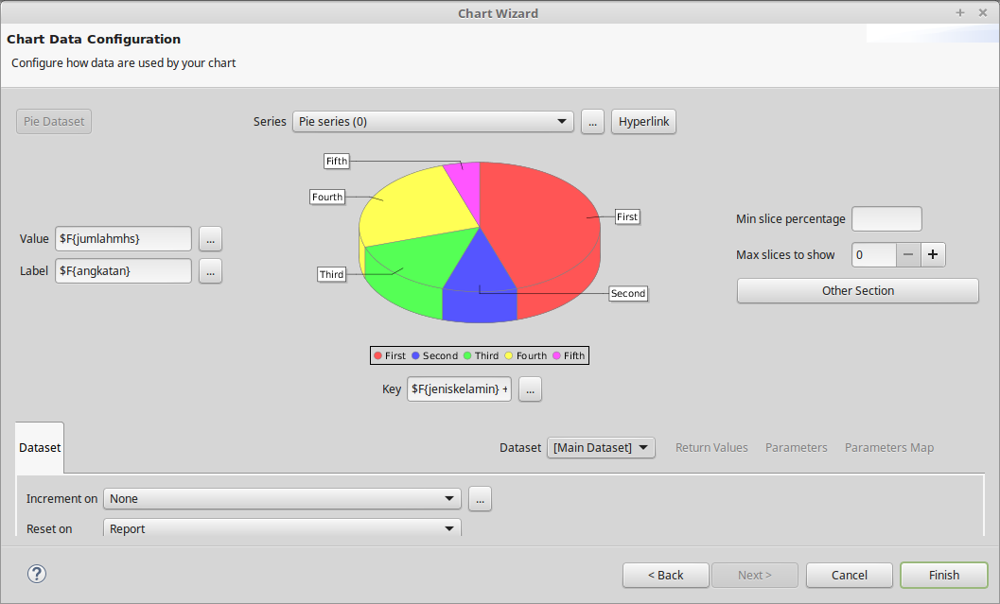 Chart Wizard
Chart Data Configuration
Configure how data are used by your chart
Pie Dataset
Series Pie series (0) ... Hyperlink
Fifth
Fourth
First
Third
Second
Value $F{jumlahmhs} ...
Label $F{angkatan} ...
Min slice percentage
Max slices to show 0
Other Section
First Second Third Fourth Fifth
Key $F{jeniskelamin} + ...
Dataset
Dataset [Main Dataset] Return Values Parameters Parameters Map
Increment on None ...
Reset on Report
?
< Back Next > Cancel Finish